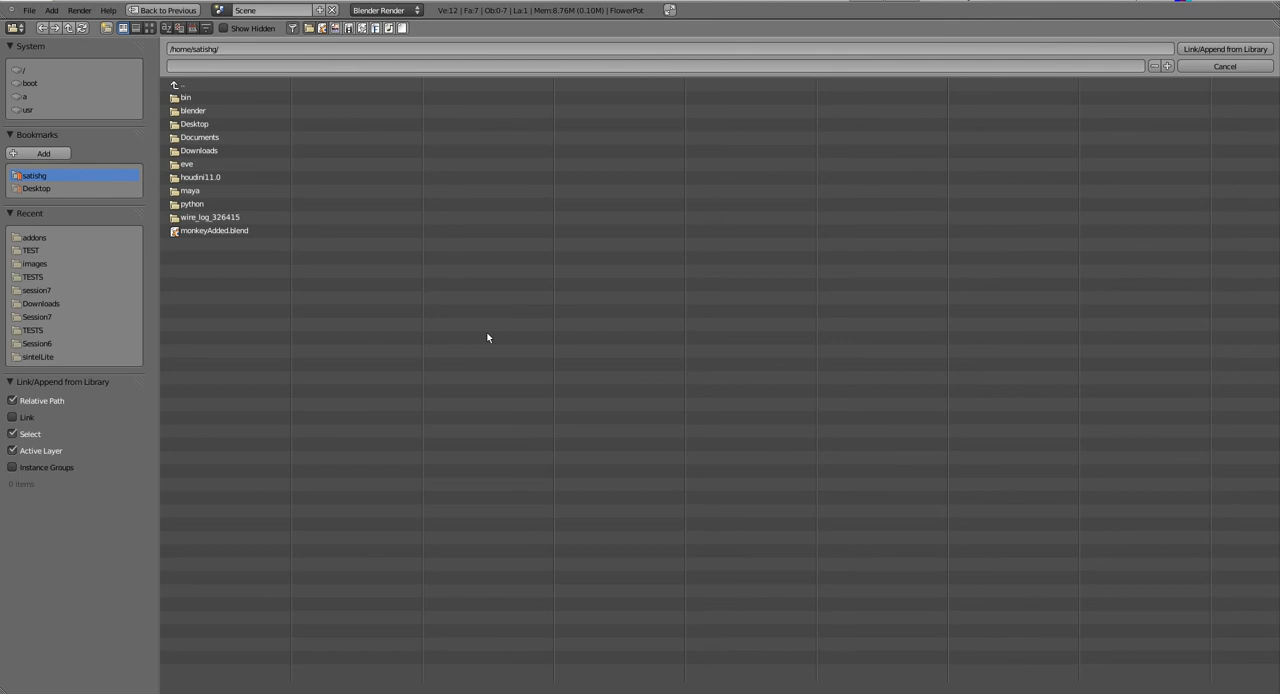 File Add Render Help Back to Previous Scene Blender Render Ve:12 | Fa:7 | Ob:0-7 | La:1 | Mem:8.76M (0.10M) | FlowerPot
Show Hidden
System
/
boot
a
usr
Bookmarks
Add
satishg
Desktop
Recent
addons
TEST
images
TESTS
session7
Downloads
Session7
TESTS
Session6
sintelLite
Link/Append from Library
Relative Path
Link
Select
Active Layer
Instance Groups
0 items
/home/satishg/ Link/Append from Library
Cancel
..
bin
blender
Desktop
Documents
Downloads
eve
houdini11.0
maya
python
wire_log_326415
monkeyAdded.blend